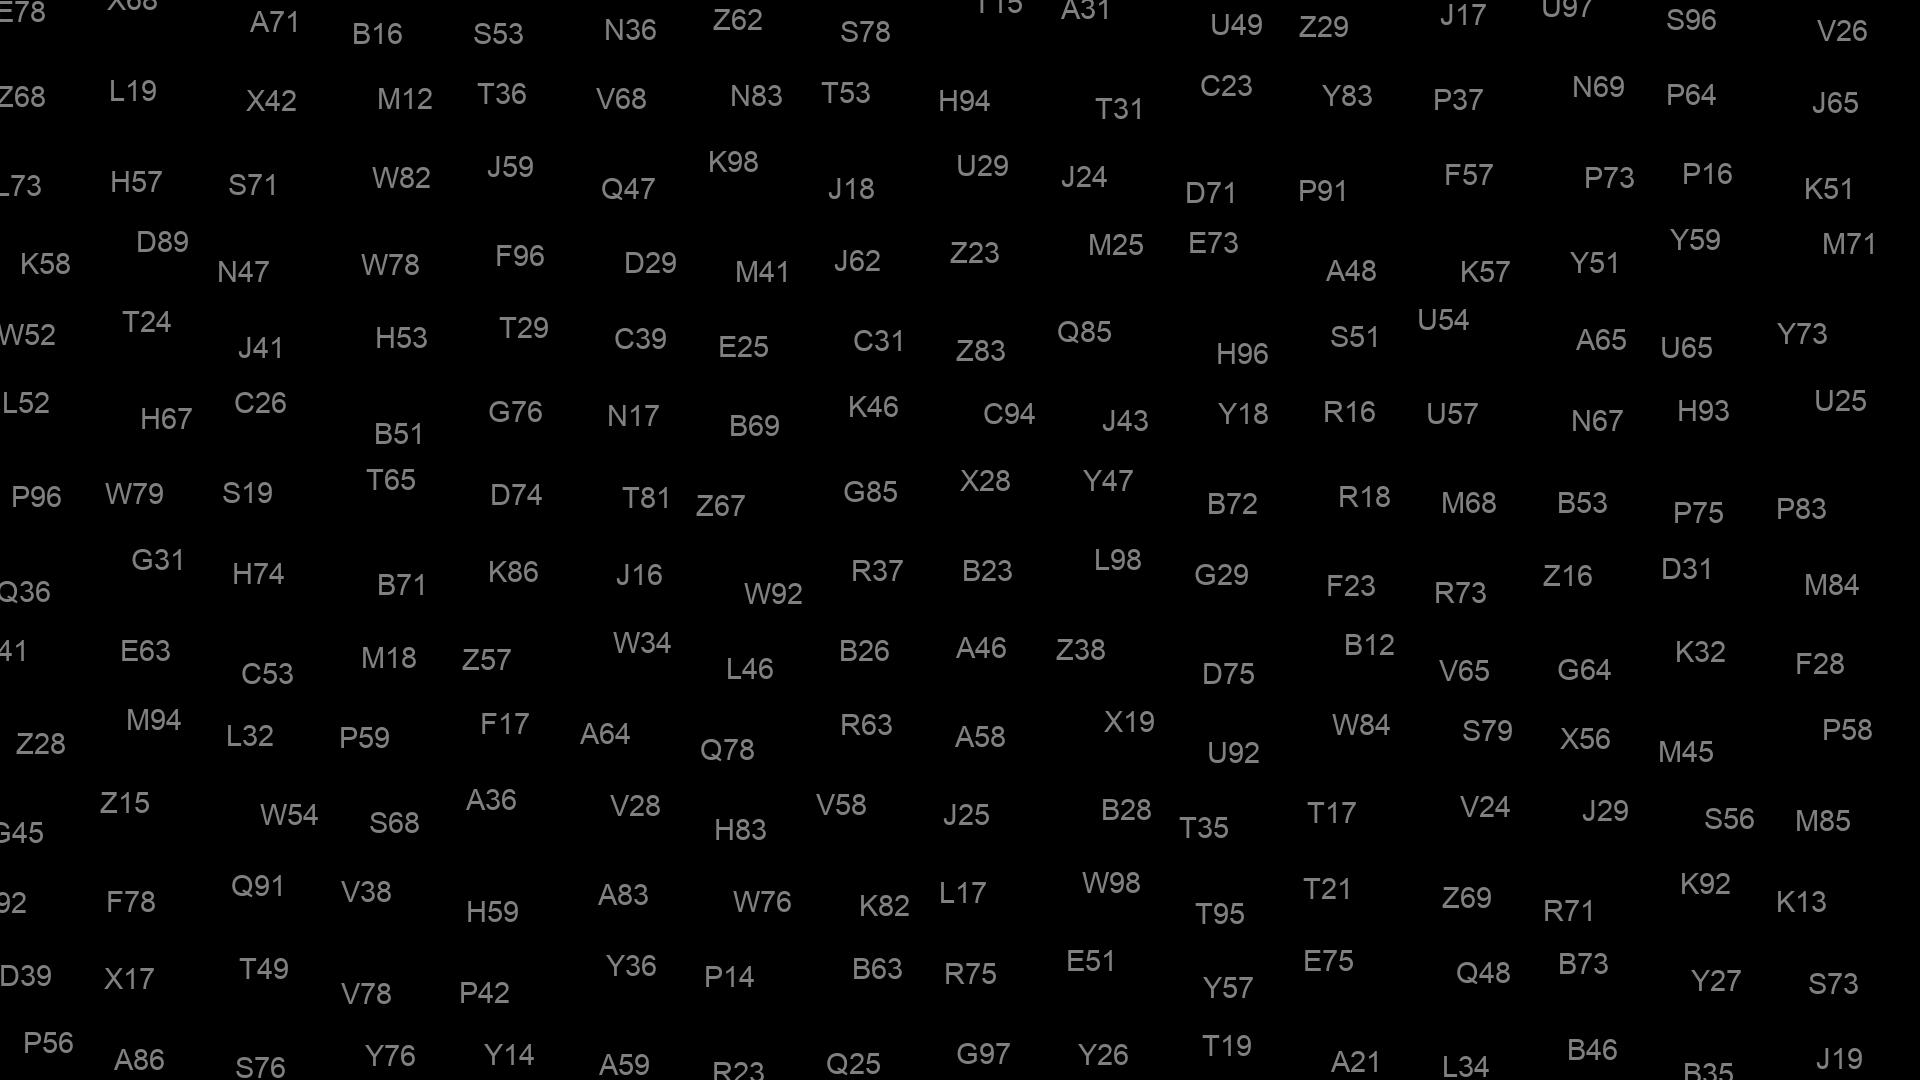 E78 X68 A71 B16 S53 N36 Z62 S78 T15 A31 U49 Z29 J17 U97 S96 V26
Z68 L19 X42 M12 T36 V68 N83 T53 H94 T31 C23 Y83 P37 N69 P64 J65
L73 H57 S71 W82 J59 Q47 K98 J18 U29 J24 D71 P91 F57 P73 P16 K51
K58 D89 N47 W78 F96 D29 M41 J62 Z23 M25 E73 A48 K57 Y51 Y59 M71
W52 T24 J41 H53 T29 C39 E25 C31 Z83 Q85 H96 S51 U54 A65 U65 Y73
L52 H67 C26 B51 G76 N17 B69 K46 C94 J43 Y18 R16 U57 N67 H93 U25
P96 W79 S19 T65 D74 T81 Z67 G85 X28 Y47 B72 R18 M68 B53 P75 P83
Q36 G31 H74 B71 K86 J16 W92 R37 B23 L98 G29 F23 R73 Z16 D31 M84
41 E63 C53 M18 Z57 W34 L46 B26 A46 Z38 D75 B12 V65 G64 K32 F28
Z28 M94 L32 P59 F17 A64 Q78 R63 A58 X19 U92 W84 S79 X56 M45 P58
G45 Z15 W54 S68 A36 V28 H83 V58 J25 B28 T35 T17 V24 J29 S56 M85
92 F78 Q91 V38 H59 A83 W76 K82 L17 W98 T95 T21 Z69 R71 K92 K13
D39 X17 T49 V78 P42 Y36 P14 B63 R75 E51 Y57 E75 Q48 B73 Y27 S73
P56 A86 S76 Y76 Y14 A59 R23 Q25 G97 Y26 T19 A21 L34 B46 B35 J19